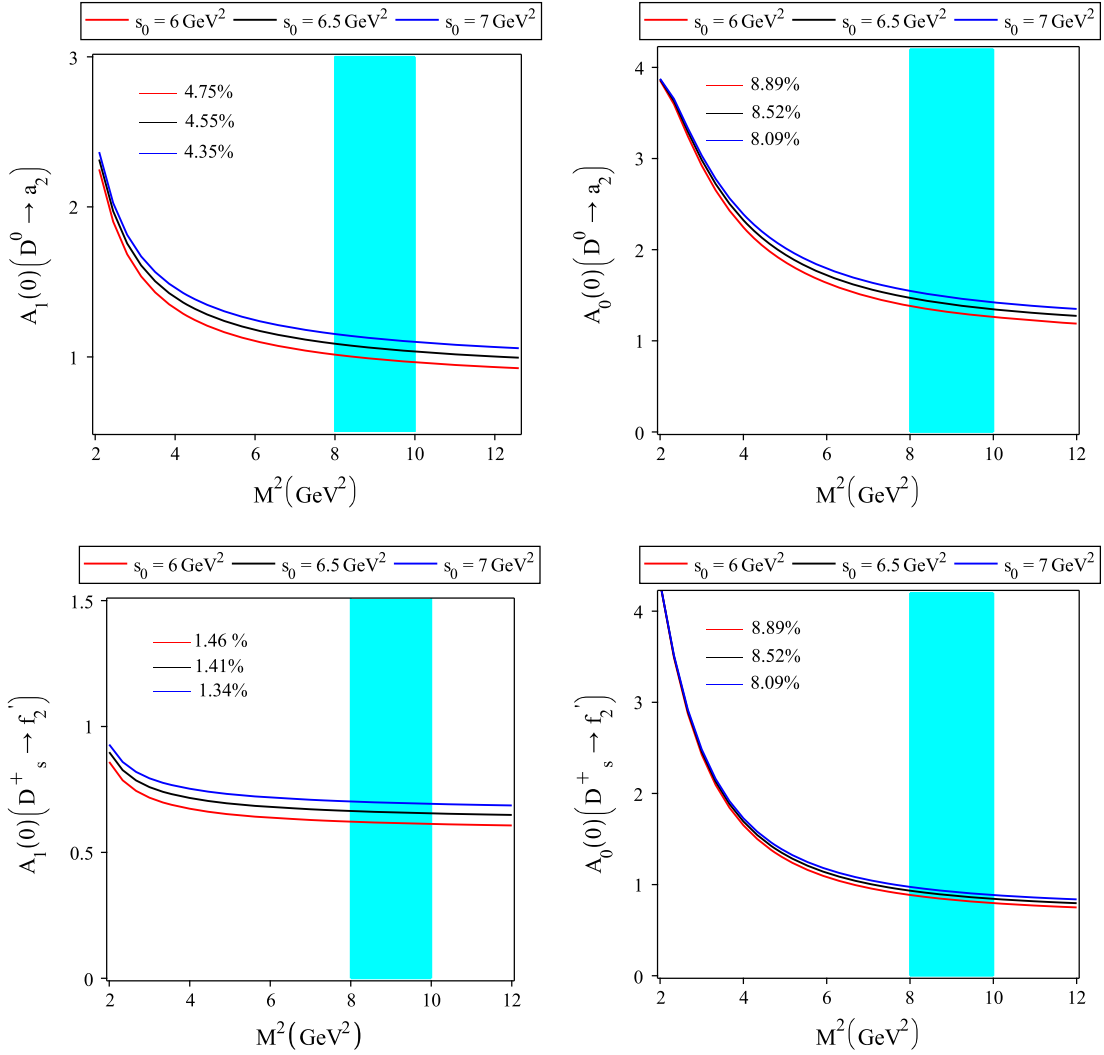 s₀ = 6 GeV² s₀ = 6.5 GeV² s₀ = 7 GeV²
3
2
1
A₁(0)(D⁰ → a₂)
4.75%
4.55%
4.35%
2 4 6 8 10 12
M²(GeV²)
s₀ = 6 GeV² s₀ = 6.5 GeV² s₀ = 7 GeV²
4
3
2
1
0
A₀(0)(D⁰ → a₂)
8.89%
8.52%
8.09%
2 4 6 8 10 12
M²(GeV²)
s₀ = 6 GeV² s₀ = 6.5 GeV² s₀ = 7 GeV²
1.5
1
0.5
0
A₁(0)(D⁺ₛ → f₂')
1.46 %
1.41%
1.34%
2 4 6 8 10 12
M²(GeV²)
s₀ = 6 GeV² s₀ = 6.5 GeV² s₀ = 7 GeV²
4
3
2
1
0
A₀(0)(D⁺ₛ → f₂')
8.89%
8.52%
8.09%
2 4 6 8 10 12
M²(GeV²)